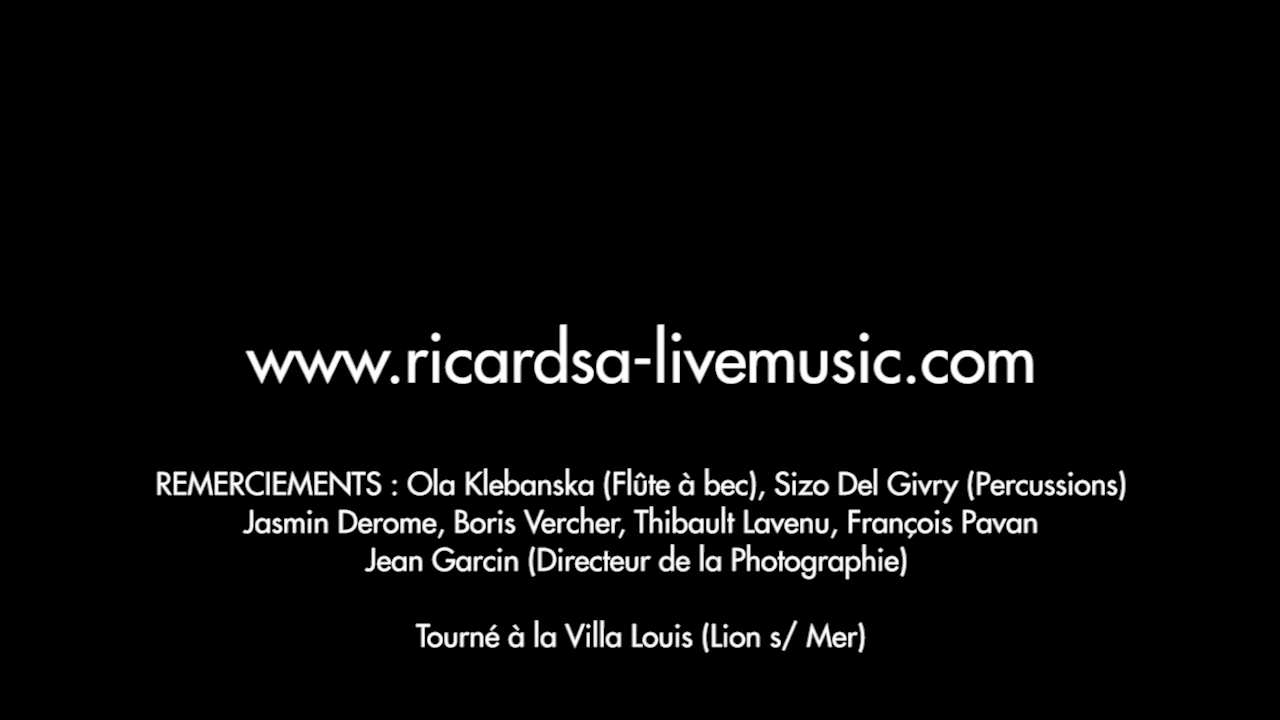 www.ricardsa-livemusic.com
REMERCIEMENTS : Ola Klebanska (Flûte à bec), Sizo Del Givry (Percussions)
Jasmin Derome, Boris Vercher, Thibault Lavenu, François Pavan
Jean Garcin (Directeur de la Photographie)
Tourné à la Villa Louis (Lion s/ Mer)